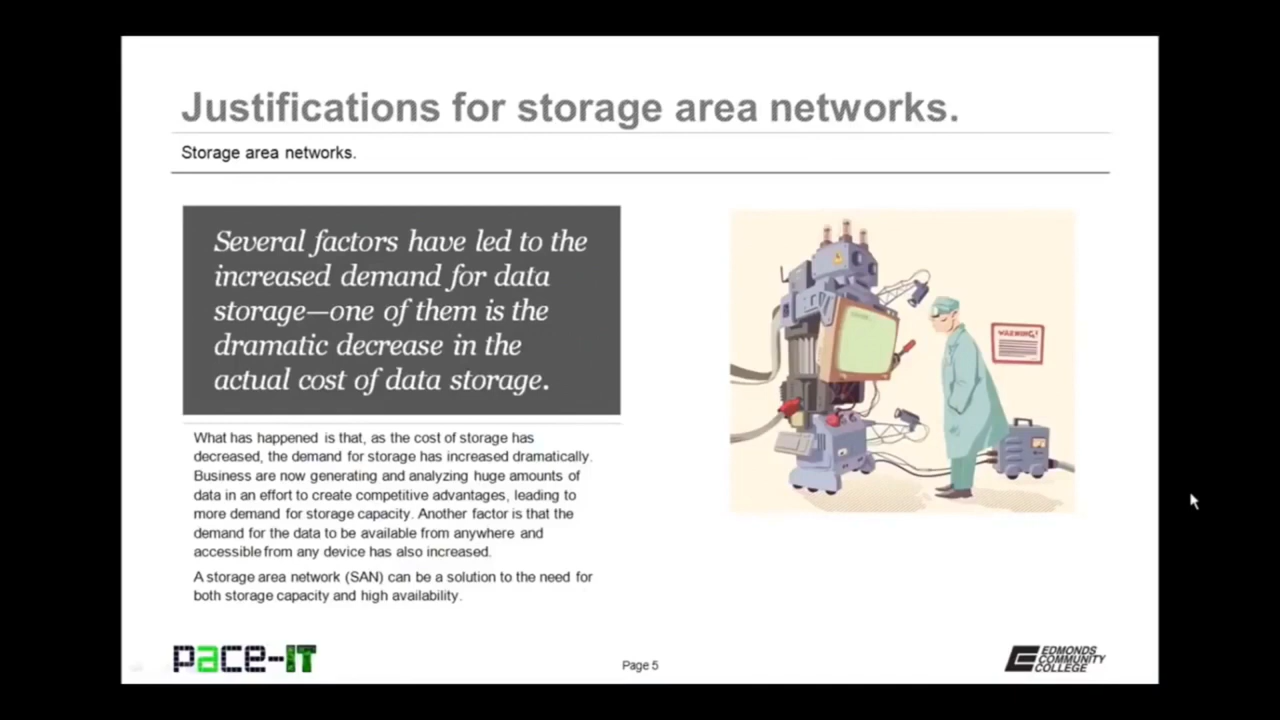 Justifications for storage area networks.
Storage area networks.
Several factors have led to the
increased demand for data
storage—one of them is the
dramatic decrease in the
actual cost of data storage.
What has happened is that, as the cost of storage has
decreased, the demand for storage has increased dramatically.
Business are now generating and analyzing huge amounts of
data in an effort to create competitive advantages, leading to
more demand for storage capacity. Another factor is that the
demand for the data to be available from anywhere and
accessible from any device has also increased.
A storage area network (SAN) can be a solution to the need for
both storage capacity and high availability.
WARNING!
pace-IT
Page 5
EDMONDS
COMMUNITY
COLLEGE